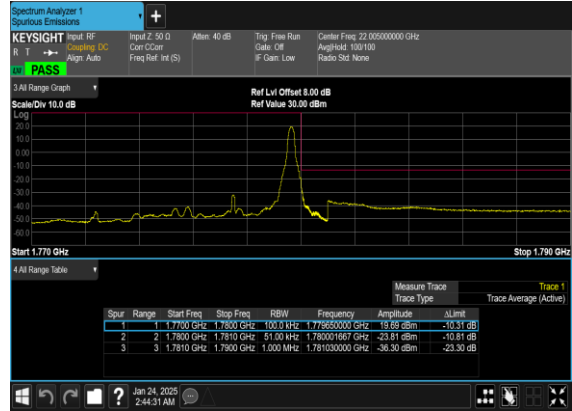 Spectrum Analyzer 1
Spurious Emissions
KEYSIGHT Input: RF Input Z: 50 Ω Atten: 40 dB Trig: Free Run Center Freq: 22.005000000 GHz
R T Coupling: DC Corr CCorr Gate: Off Avg|Hold: 100/100
Align: Auto Freq Ref: Int (S) IF Gain: Low Radio Std: None
PASS
3 All Range Graph
Ref Lvl Offset 8.00 dB
Scale/Div 10.0 dB Ref Value 30.00 dBm
Log
20.0
10.0
0.00
-10.0
-20.0
-30.0
-40.0
-50.0
-60.0
Start 1.770 GHz Stop 1.790 GHz
4 All Range Table
Measure Trace Trace 1
Trace Type Trace Average (Active)
Spur Range Start Freq Stop Freq RBW Frequency Amplitude ΔLimit
1 1 1.7700 GHz 1.7800 GHz 100.0 kHz 1.779650000 GHz 19.69 dBm -10.31 dB
2 2 1.7800 GHz 1.7810 GHz 51.00 kHz 1.780001667 GHz -23.81 dBm -10.81 dB
3 3 1.7810 GHz 1.7900 GHz 1.000 MHz 1.781030000 GHz -36.30 dBm -23.30 dB
Jan 24, 2025
2:44:31 AM